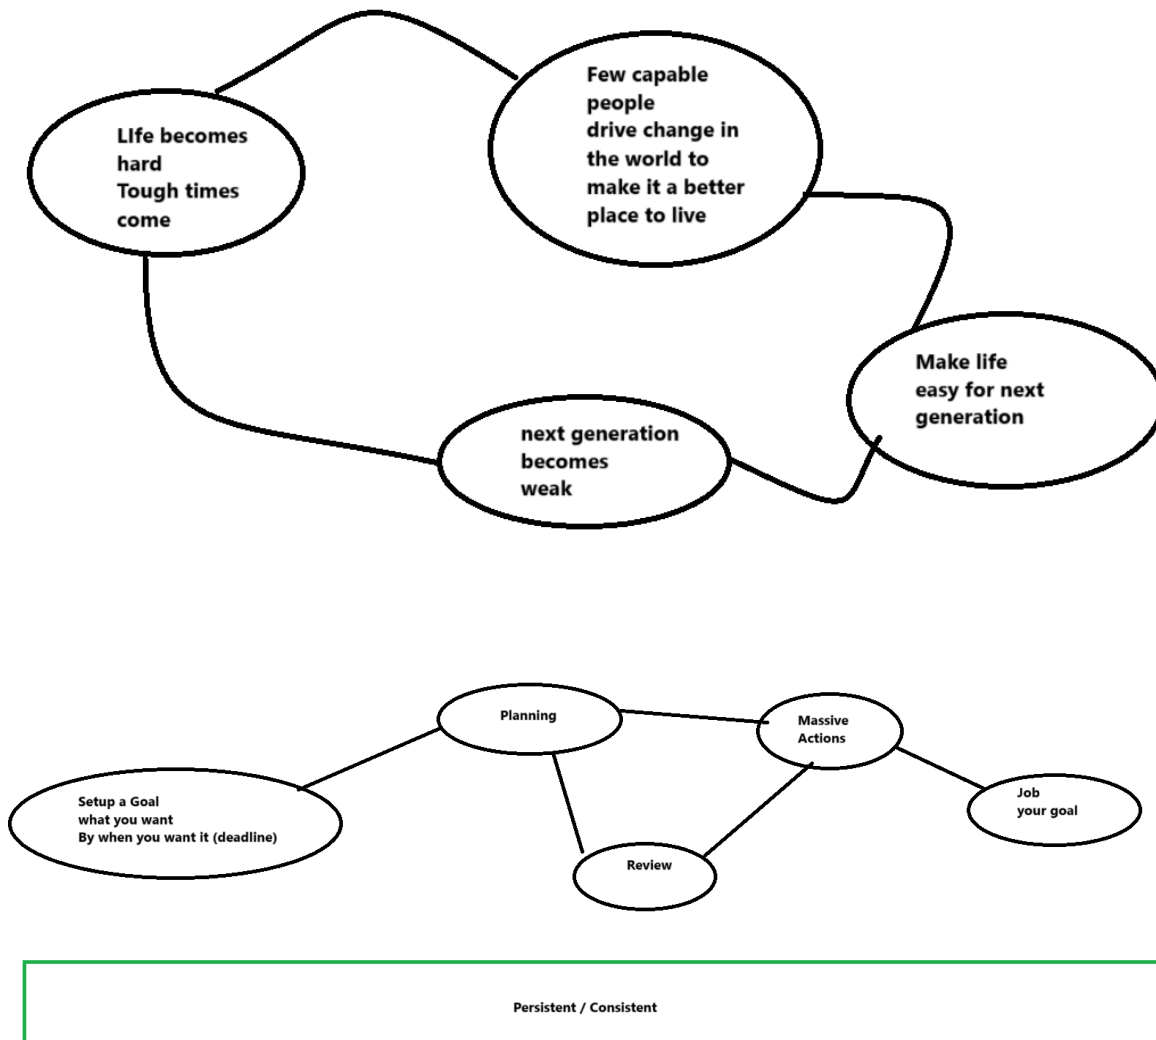 LIfe becomes
hard
Tough times
come
Few capable
people
drive change in
the world to
make it a better
place to live
Make life
easy for next
generation
next generation
becomes
weak
Setup a Goal
what you want
By when you want it (deadline)
Planning
Massive
Actions
Job
your goal
Review
Persistent / Consistent